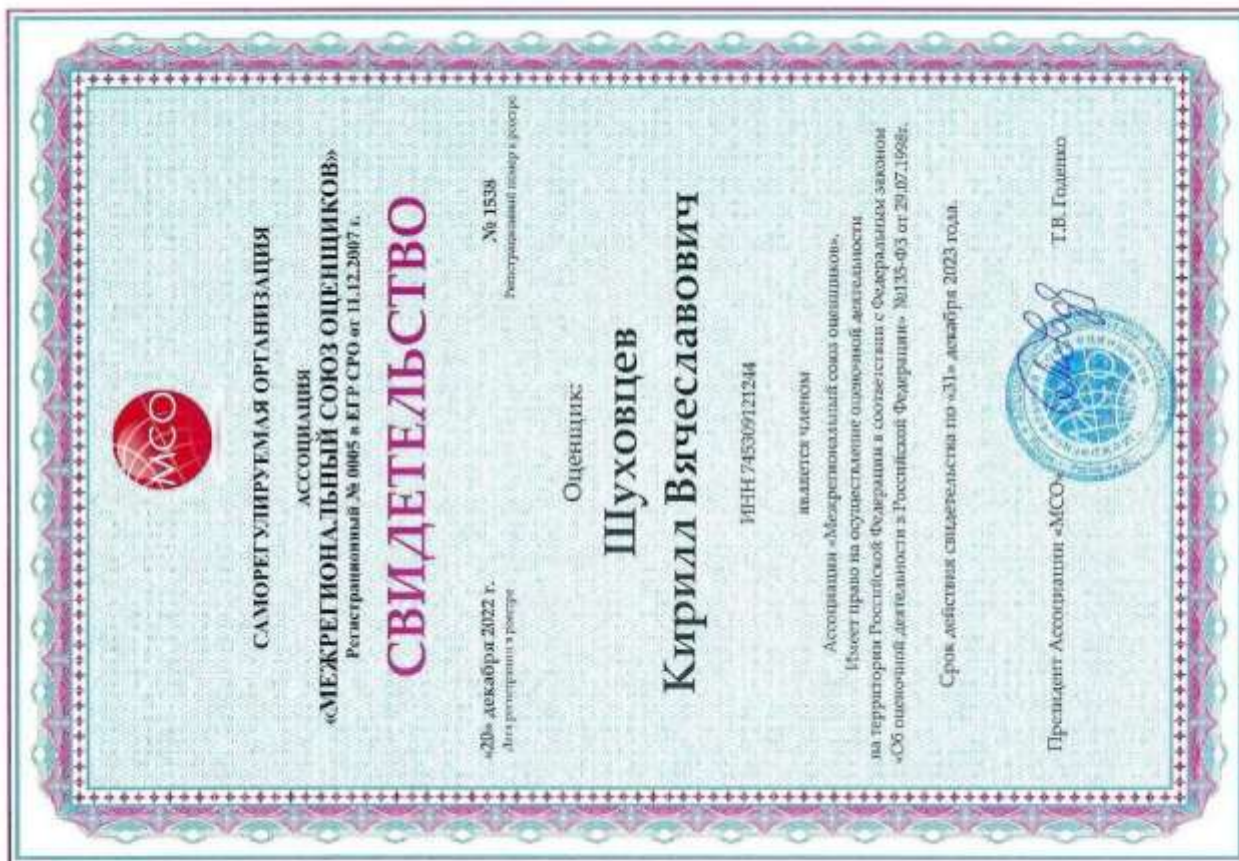 МСО
САМОРЕГУЛИРУЕМАЯ ОРГАНИЗАЦИЯ
АССОЦИАЦИЯ
«МЕЖРЕГИОНАЛЬНЫЙ СОЮЗ ОЦЕНЩИКОВ»
Регистрационный № 0005 в ЕГР СРО от 11.12.2007 г.
СВИДЕТЕЛЬСТВО
«20» декабря 2022 г. № 1538
Дата регистрации в реестре Регистрационный номер в реестре
Оценщик:
Шуховцев
Кирилл Вячеславович
ИНН 745309121244
является членом
Ассоциации «Межрегиональный союз оценщиков».
Имеет право на осуществление оценочной деятельности
на территории Российской Федерации в соответствии с Федеральным законом
«Об оценочной деятельности в Российской Федерации» №135-ФЗ от 29.07.1998г.
Срок действия свидетельства по «31» декабря 2023 года.
Президент Ассоциации «МСО» Т.В. Годенко